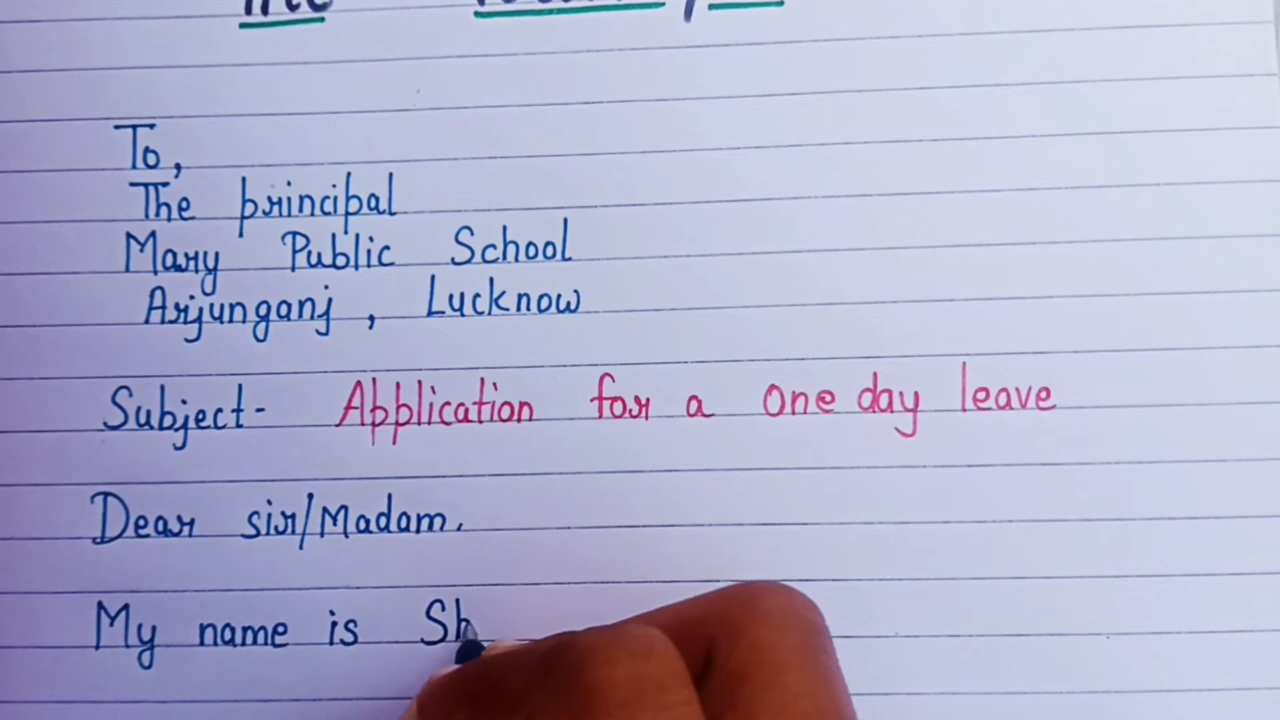 To,
The principal
Mary Public School
Arjunganj, Lucknow
Subject- Application for a one day leave
Dear sir/Madam.
My name is Sh